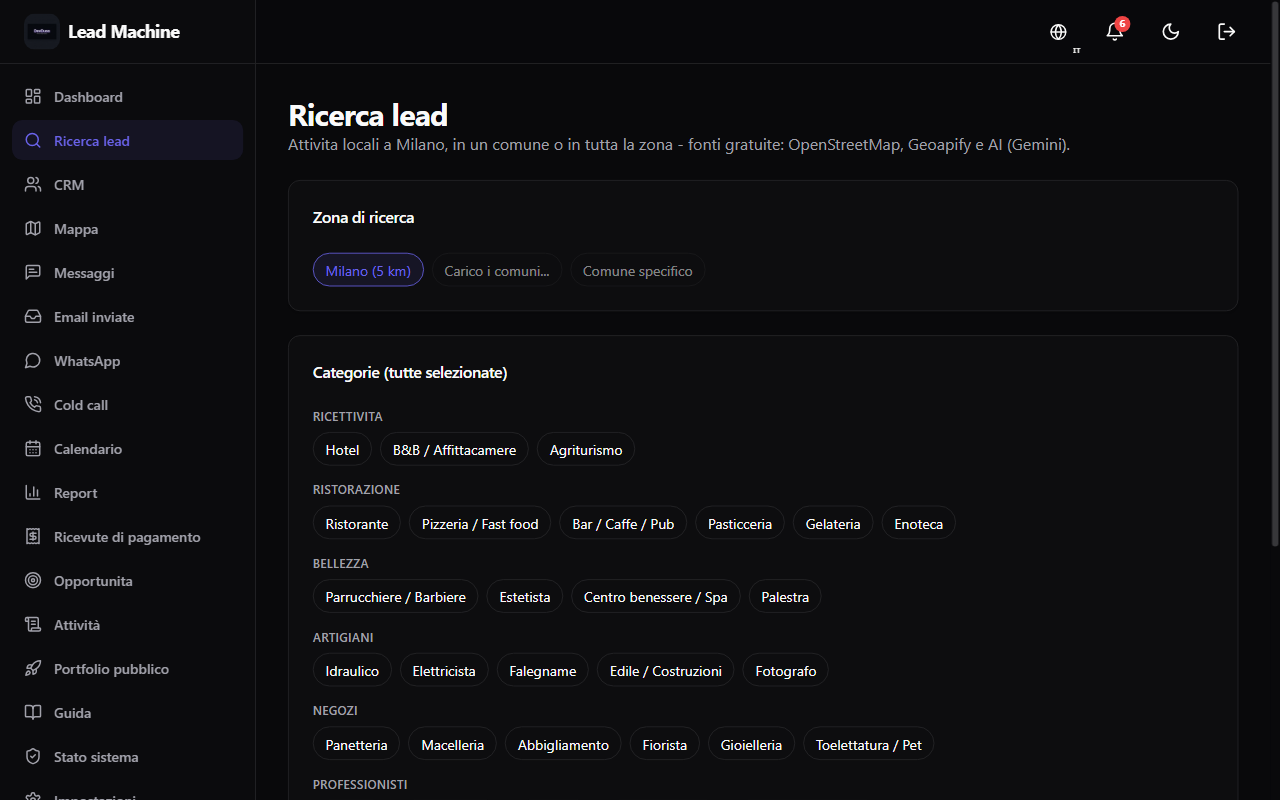 Lead Machine
IT
6
Dashboard
Ricerca lead
CRM
Mappa
Messaggi
Email inviate
WhatsApp
Cold call
Calendario
Report
Ricevute di pagamento
Opportunita
Attività
Portfolio pubblico
Guida
Stato sistema
Impostazioni
Ricerca lead
Attivita locali a Milano, in un comune o in tutta la zona - fonti gratuite: OpenStreetMap, Geoapify e AI (Gemini).
Zona di ricerca
Milano (5 km) Carico i comuni... Comune specifico
Categorie (tutte selezionate)
RICETTIVITA
Hotel B&B / Affittacamere Agriturismo
RISTORAZIONE
Ristorante Pizzeria / Fast food Bar / Caffe / Pub Pasticceria Gelateria Enoteca
BELLEZZA
Parrucchiere / Barbiere Estetista Centro benessere / Spa Palestra
ARTIGIANI
Idraulico Elettricista Falegname Edile / Costruzioni Fotografo
NEGOZI
Panetteria Macelleria Abbigliamento Fiorista Gioielleria Toelettatura / Pet
PROFESSIONISTI